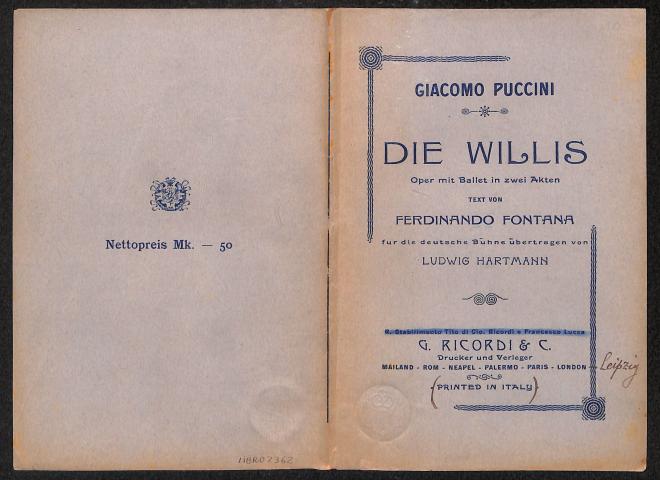 Nettopreis Mk. — 50
LIBR02362
GIACOMO PUCCINI
DIE WILLIS
Oper mit Ballet in zwei Akten
TEXT VON
FERDINANDO FONTANA
für die deutsche Bühne übertragen von
LUDWIG HARTMANN
R. Stabilimento Tito di Gio. Ricordi e Francesco Lucca
G. RICORDI & C.
Drucker und Verleger
MAILAND - ROM - NEAPEL - PALERMO - PARIS - LONDON - Leipzig
(PRINTED IN ITALY)